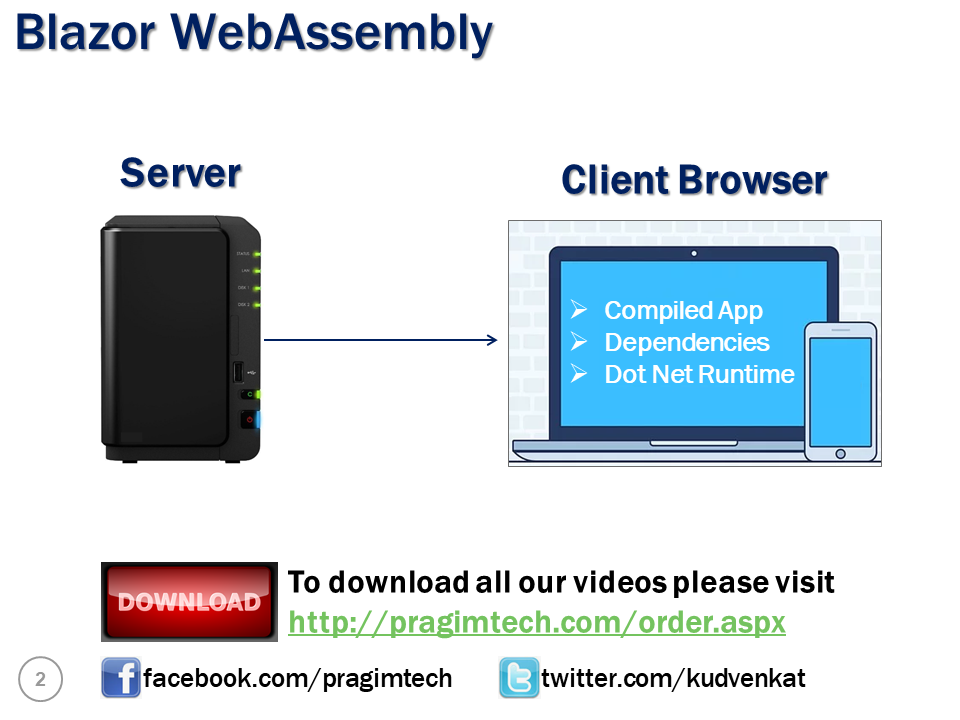 Blazor WebAssembly
Server
Client Browser
STATUS
LAN
DISK 1
DISK 2
Compiled App
Dependencies
Dot Net Runtime
DOWNLOAD
To download all our videos please visit
http://pragimtech.com/order.aspx
2
facebook.com/pragimtech
twitter.com/kudvenkat